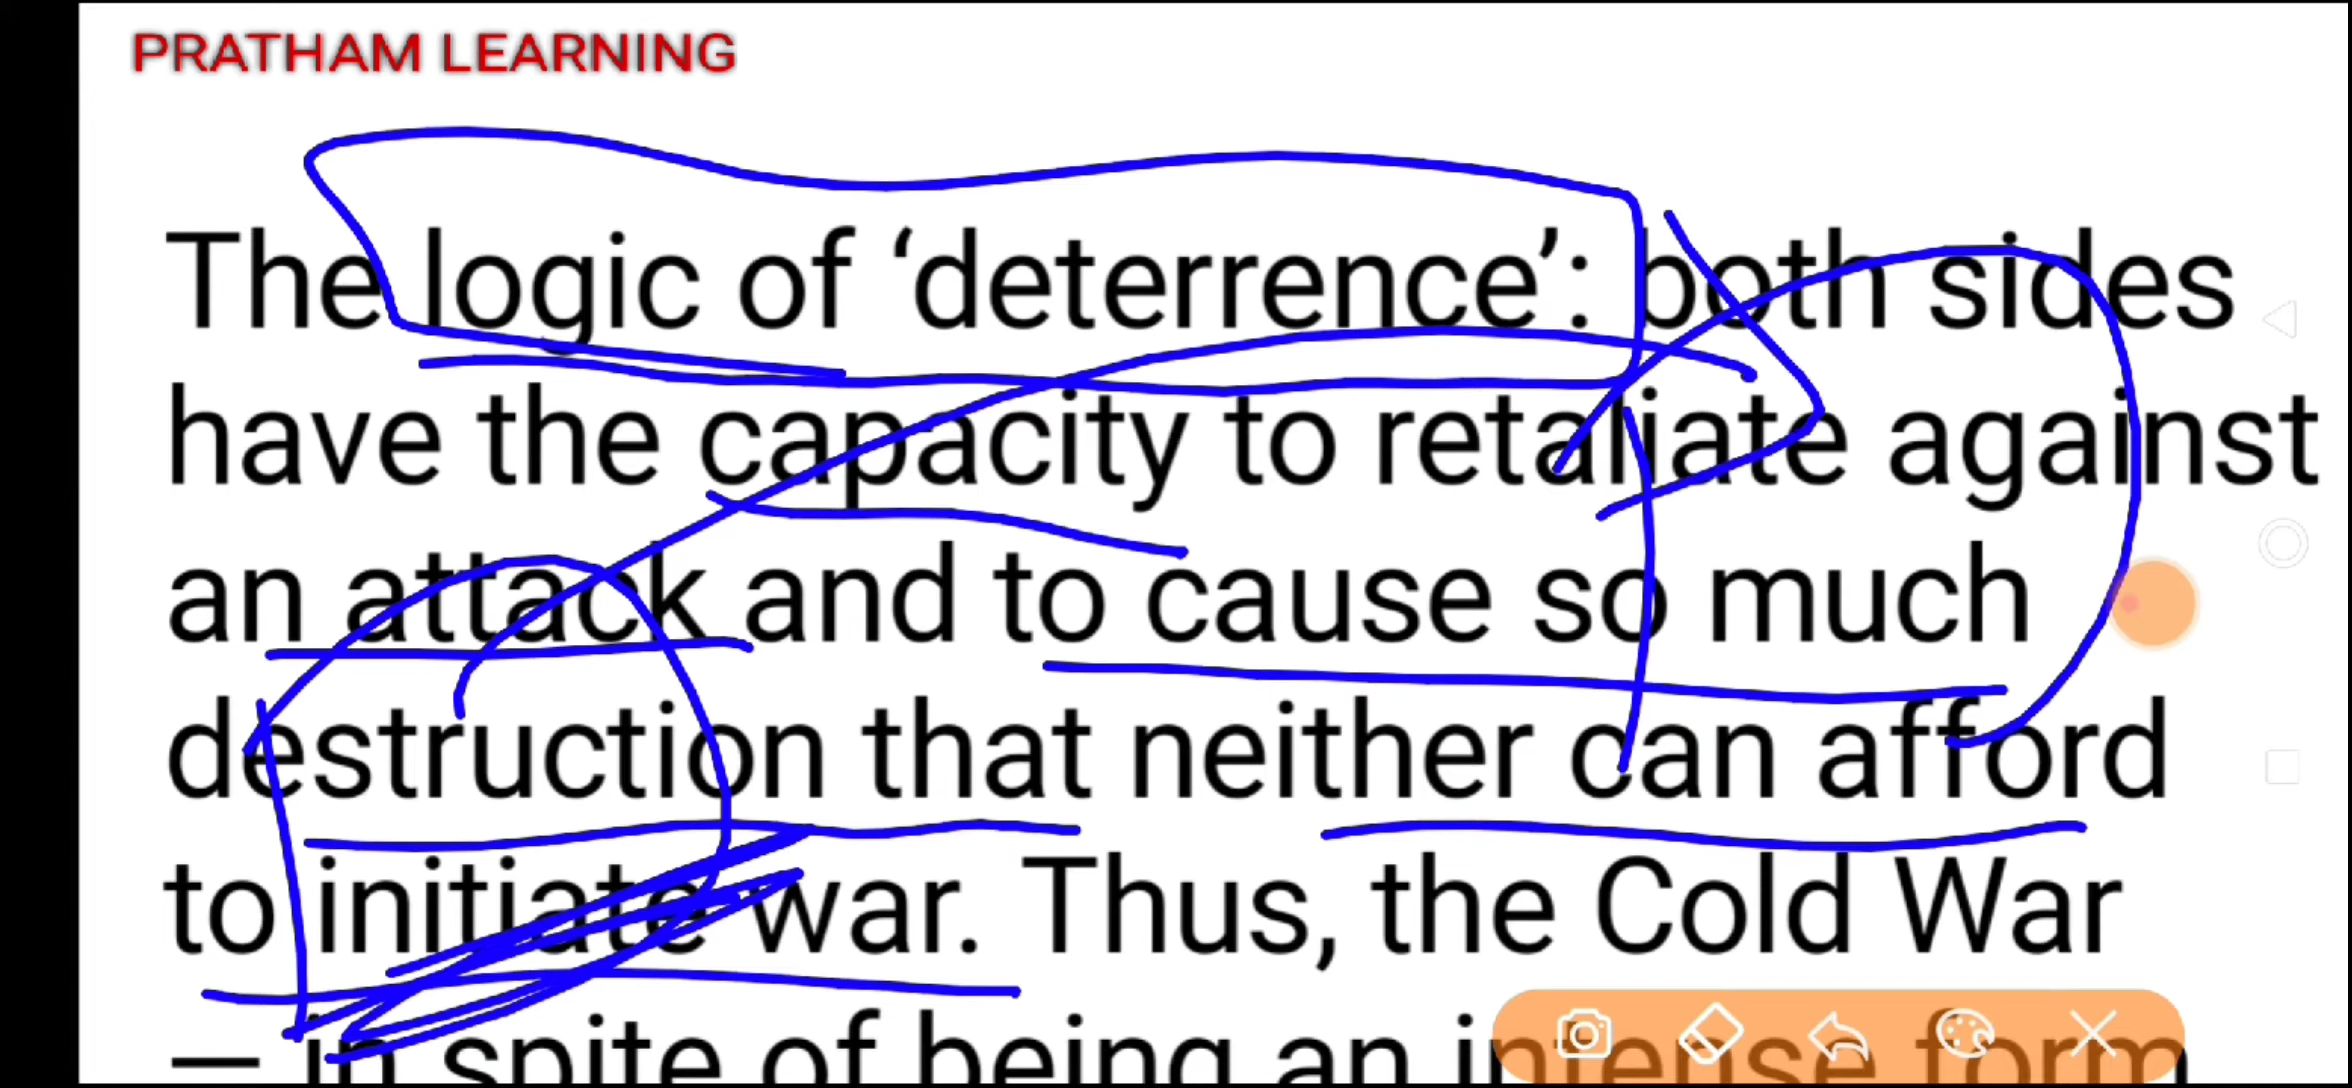 PRATHAM LEARNING
The logic of ‘deterrence’: both sides
have the capacity to retaliate against
an attack and to cause so much
destruction that neither can afford
to initiate war. Thus, the Cold War
— in spite of being an intense form